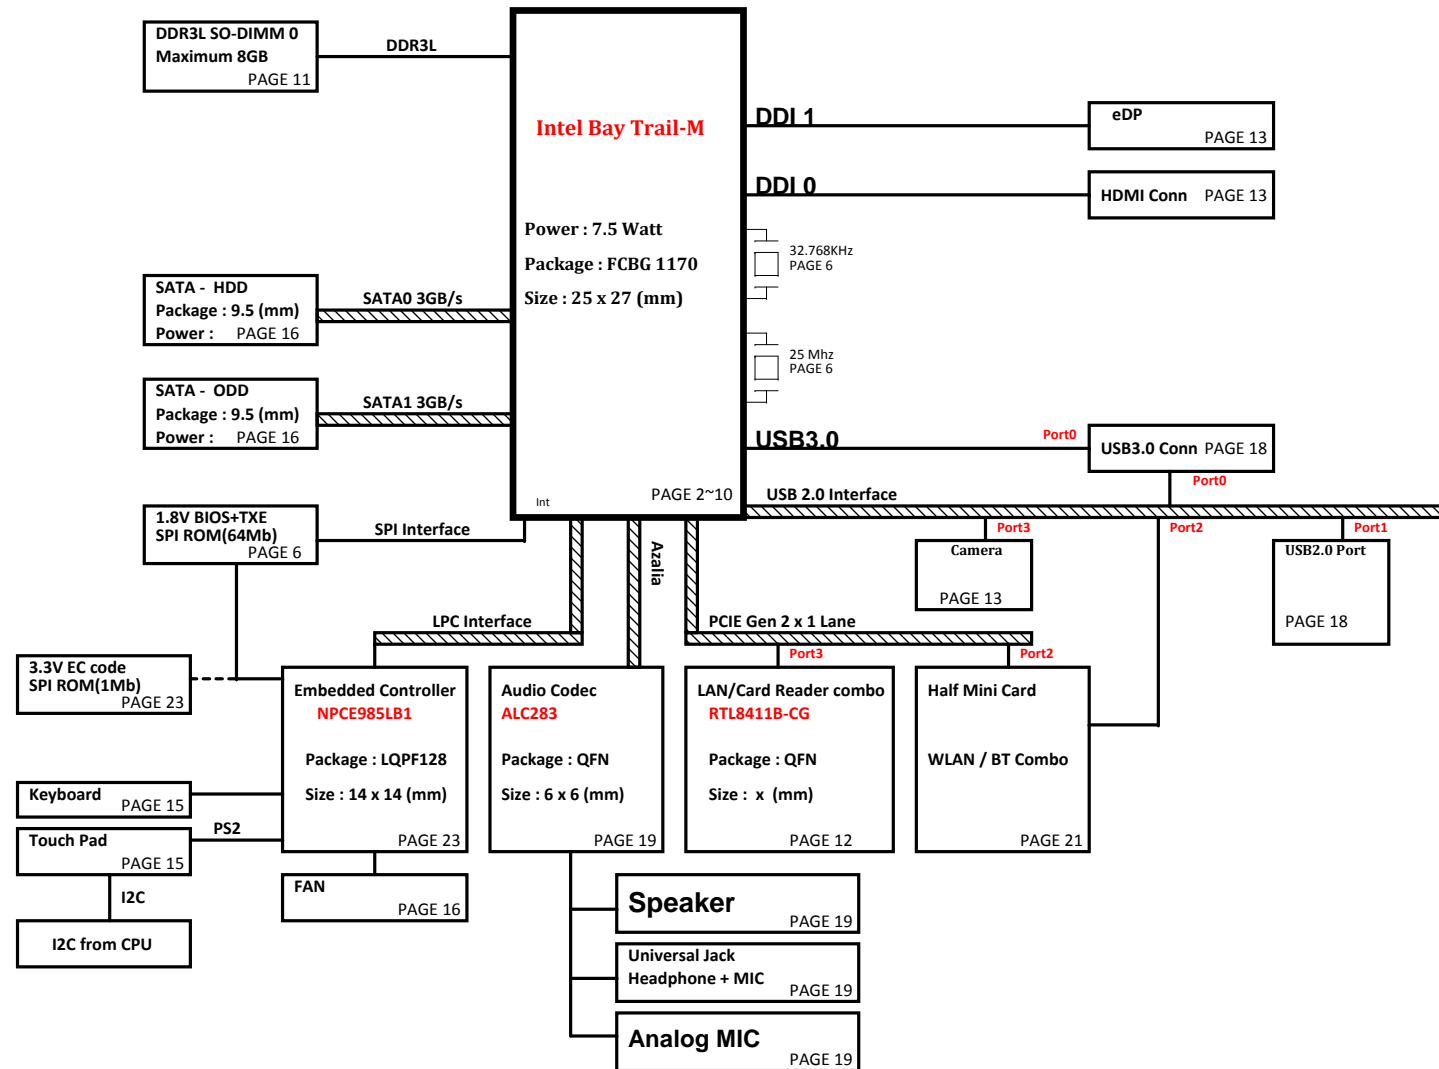 DDR3L SO-DIMM 0
Maximum 8GB
PAGE 11
DDR3L
Intel Bay Trail-M
Power : 7.5 Watt
Package : FCBG 1170
Size : 25 x 27 (mm)
Int
PAGE 2~10
DDI 1
eDP
PAGE 13
DDI 0
HDMI Conn PAGE 13
32.768KHz
PAGE 6
25 Mhz
PAGE 6
SATA - HDD
Package : 9.5 (mm)
Power : PAGE 16
SATA0 3GB/s
SATA - ODD
Package : 9.5 (mm)
Power : PAGE 16
SATA1 3GB/s
USB3.0
Port0
USB3.0 Conn PAGE 18
Port0
USB 2.0 Interface
Port3
Port2
Port1
Camera
PAGE 13
USB2.0 Port
PAGE 18
1.8V BIOS+TXE
SPI ROM(64Mb)
PAGE 6
SPI Interface
Azalia
LPC Interface
PCIE Gen 2 x 1 Lane
Port3
Port2
3.3V EC code
SPI ROM(1Mb)
PAGE 23
Embedded Controller
NPCE985LB1
Package : LQPF128
Size : 14 x 14 (mm)
PAGE 23
Audio Codec
ALC283
Package : QFN
Size : 6 x 6 (mm)
PAGE 19
LAN/Card Reader combo
RTL8411B-CG
Package : QFN
Size : x (mm)
PAGE 12
Half Mini Card
WLAN / BT Combo
PAGE 21
Keyboard
PAGE 15
PS2
Touch Pad
PAGE 15
I2C
I2C from CPU
FAN
PAGE 16
Speaker
PAGE 19
Universal Jack
Headphone + MIC
PAGE 19
Analog MIC
PAGE 19